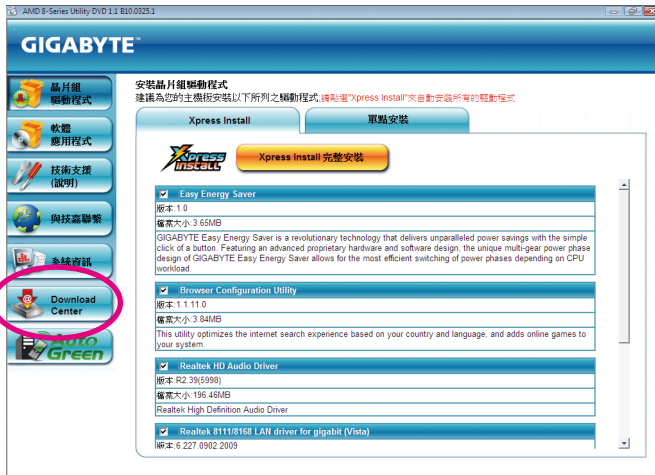 AMD 8-Series Utility DVD 1.1 B10.0325.1
GIGABYTE™
晶片組
驅動程式
軟體
應用程式
技術支援
(說明)
與技嘉聯繫
系統資訊
Download
Center
Auto
Green
安裝晶片組驅動程式
建議為您的主機板安裝以下所列之驅動程式;請點選"Xpress Install"來自動安裝所有的驅動程式
Xpress Install
單點安裝
Xpress
Install
Xpress Install 完整安裝
Easy Energy Saver
版本:1.0
檔案大小:3.65MB
GIGABYTE Easy Energy Saver is a revolutionary technology that delivers unparalleled power savings with the simple
click of a button. Featuring an advanced proprietary hardware and software design, the unique multi-gear power phase
design of GIGABYTE Easy Energy Saver allows for the most efficient switching of power phases depending on CPU
workload.
Browser Configuration Utility
版本:1.1.11.0
檔案大小:3.84MB
This utility optimizes the internet search experience based on your country and language, and adds online games to
your system.
Realtek HD Audio Driver
版本:R2.39(5998)
檔案大小:196.46MB
Realtek High Definition Audio Driver
Realtek 8111/8168 LAN driver for gigabit (Vista)
版本:6.227.0902.2009